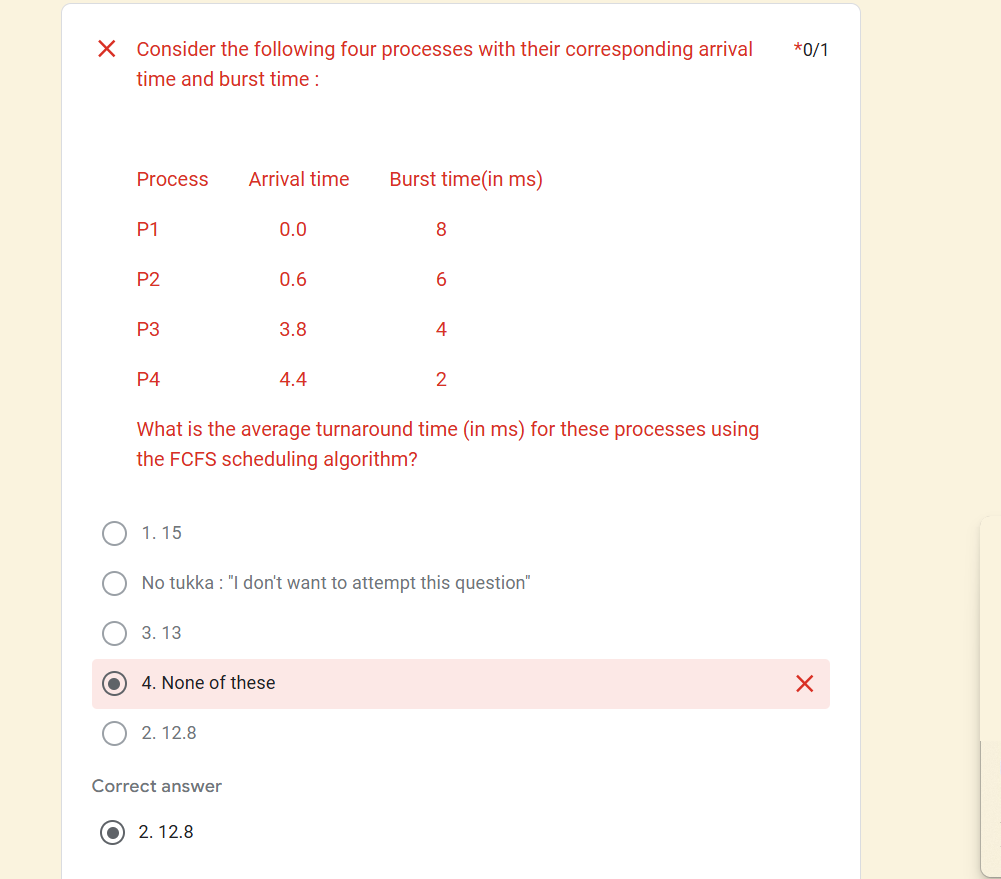 Consider the following four processes with their corresponding arrival *0/1
time and burst time :
Process Arrival time Burst time(in ms)
P1 0.0 8
P2 0.6 6
P3 3.8 4
P4 4.4 2
What is the average turnaround time (in ms) for these processes using
the FCFS scheduling algorithm?
1. 15
No tukka : "I don't want to attempt this question"
3. 13
4. None of these
2. 12.8
Correct answer
2. 12.8